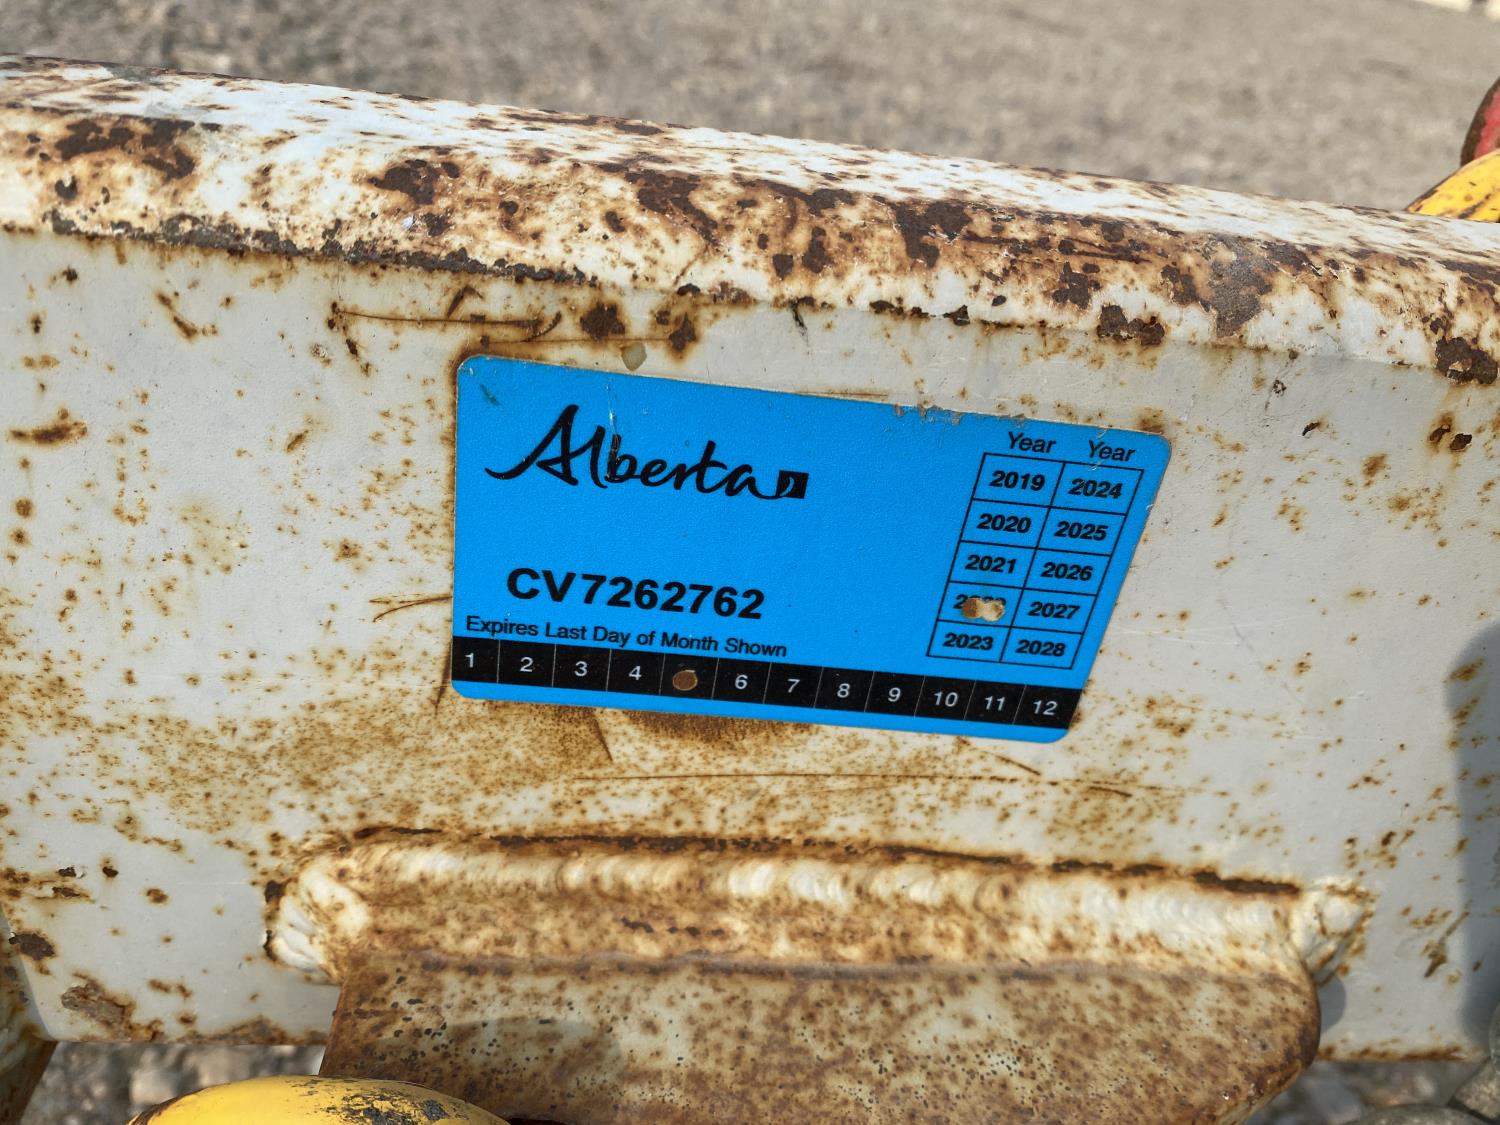 Alberta
Year Year
2019 2024
2020 2025
2021 2026
2027
2023 2028
CV7262762
Expires Last Day of Month Shown
1 2 3 4 6 7 8 9 10 11 12